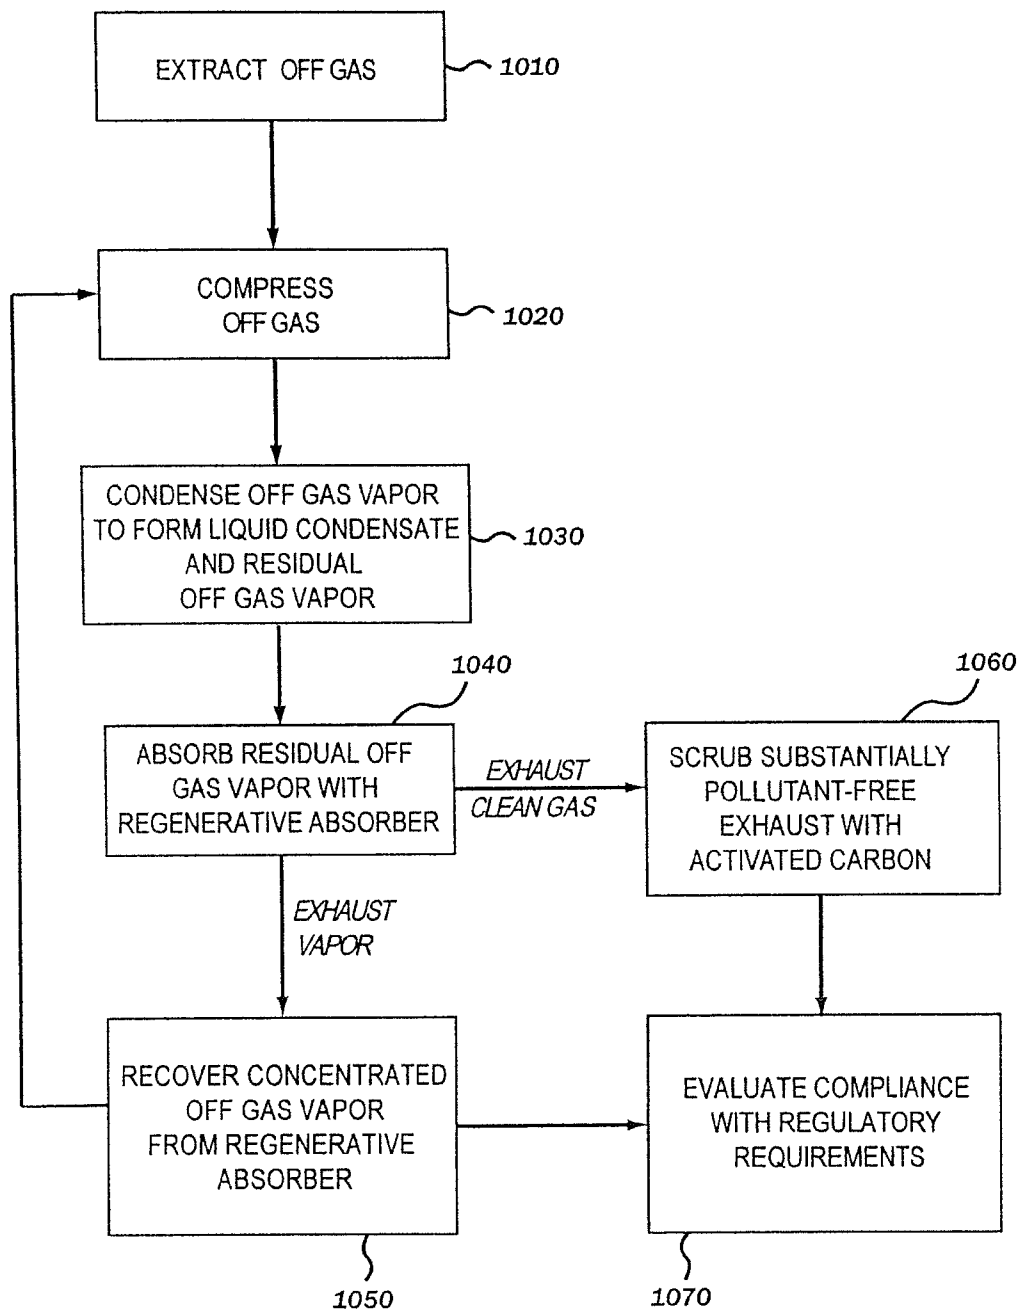 EXTRACT OFF GAS
1010
COMPRESS
OFF GAS
1020
CONDENSE OFF GAS VAPOR
TO FORM LIQUID CONDENSATE
AND RESIDUAL
OFF GAS VAPOR
1030
1040
ABSORB RESIDUAL OFF
GAS VAPOR WITH
REGENERATIVE ABSORBER
EXHAUST
CLEAN GAS
1060
SCRUB SUBSTANTIALLY
POLLUTANT-FREE
EXHAUST WITH
ACTIVATED CARBON
EXHAUST
VAPOR
RECOVER CONCENTRATED
OFF GAS VAPOR
FROM REGENERATIVE
ABSORBER
1050
EVALUATE COMPLIANCE
WITH REGULATORY
REQUIREMENTS
1070